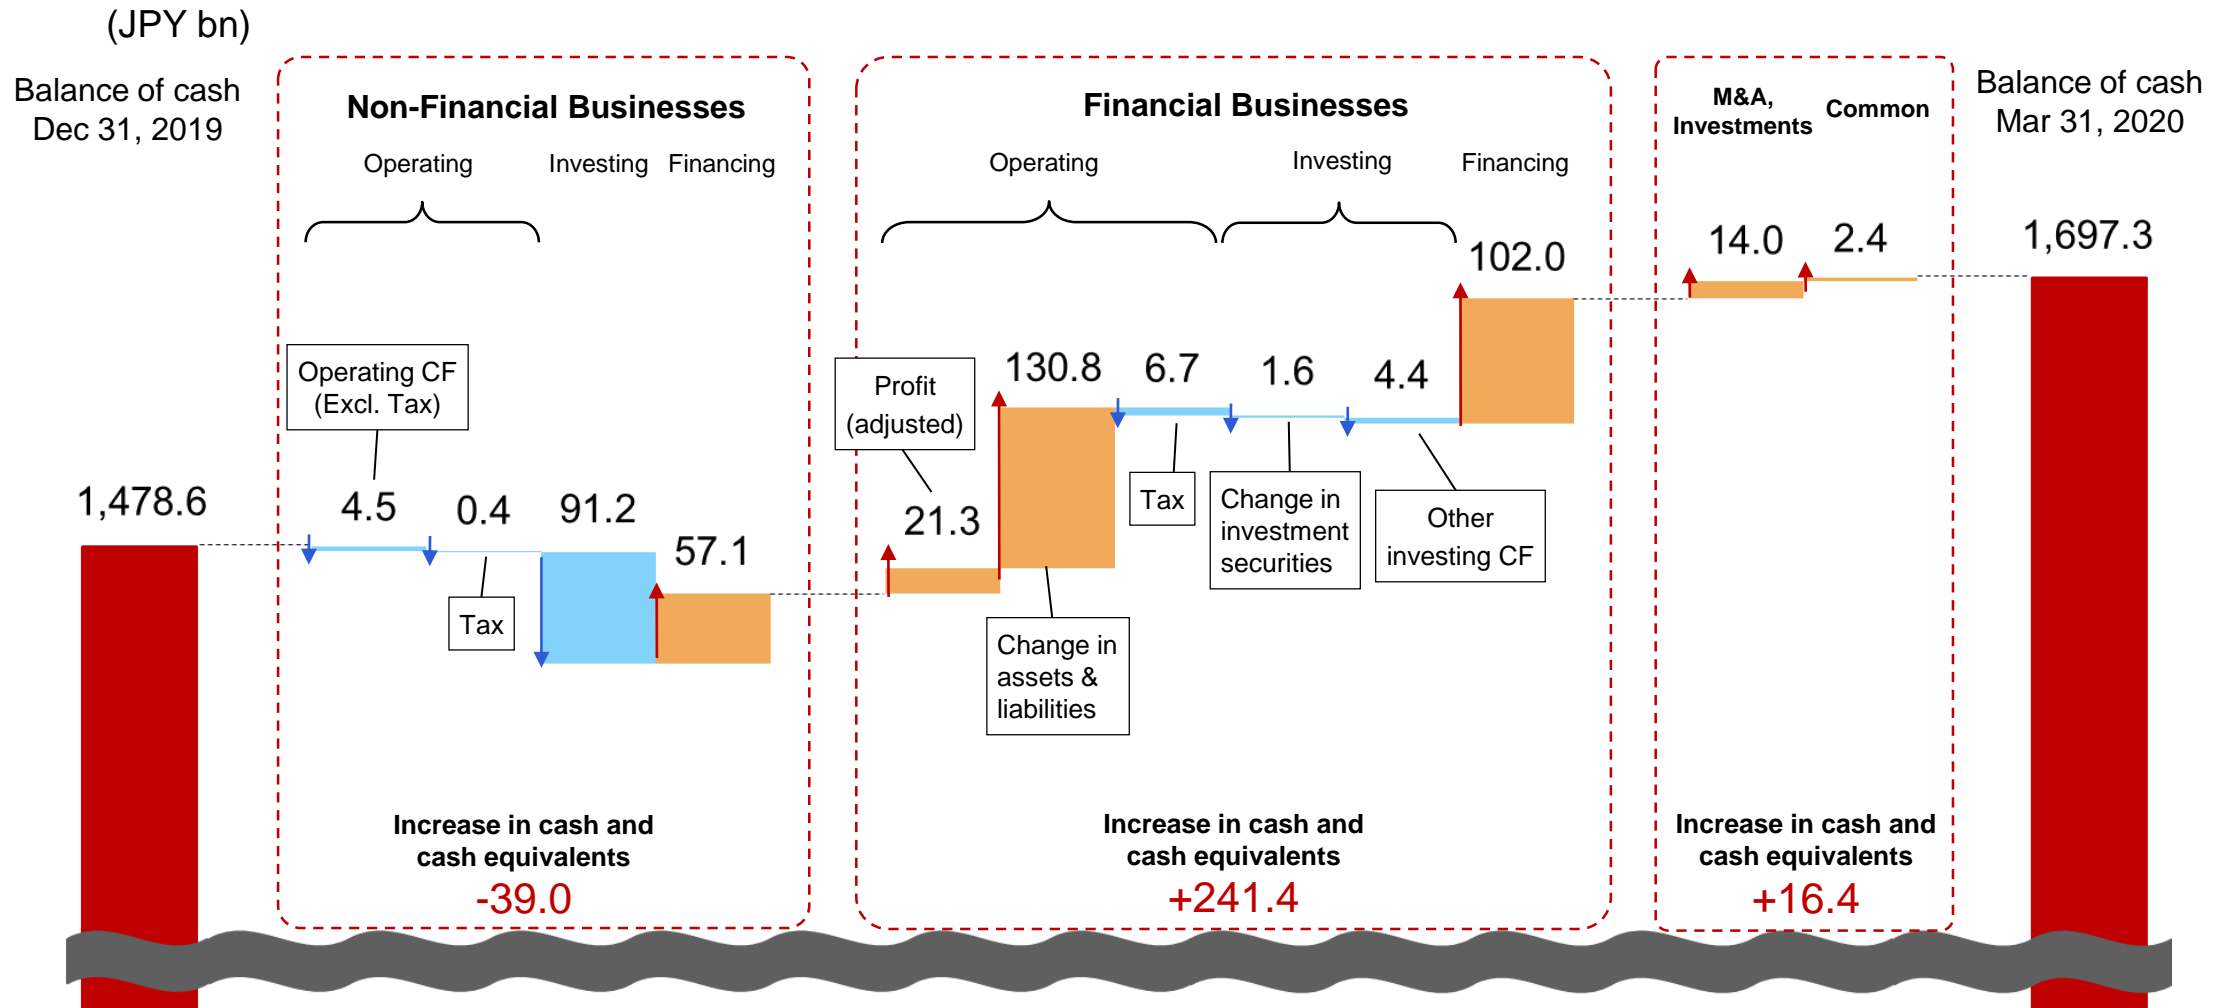 (JPY bn)
Balance of cash
Dec 31, 2019
1,478.6
Non-Financial Businesses
Operating
Investing
Financing
Operating CF
(Excl. Tax)
4.5
0.4
91.2
57.1
Tax
Increase in cash and
cash equivalents
-39.0
Financial Businesses
Operating
Investing
Financing
Profit
(adjusted)
21.3
130.8
6.7
1.6
4.4
102.0
Change in
assets &
liabilities
Tax
Change in
investment
securities
Other
investing CF
Increase in cash and
cash equivalents
+241.4
M&A,
Investments
Common
14.0
2.4
Increase in cash and
cash equivalents
+16.4
Balance of cash
Mar 31, 2020
1,697.3